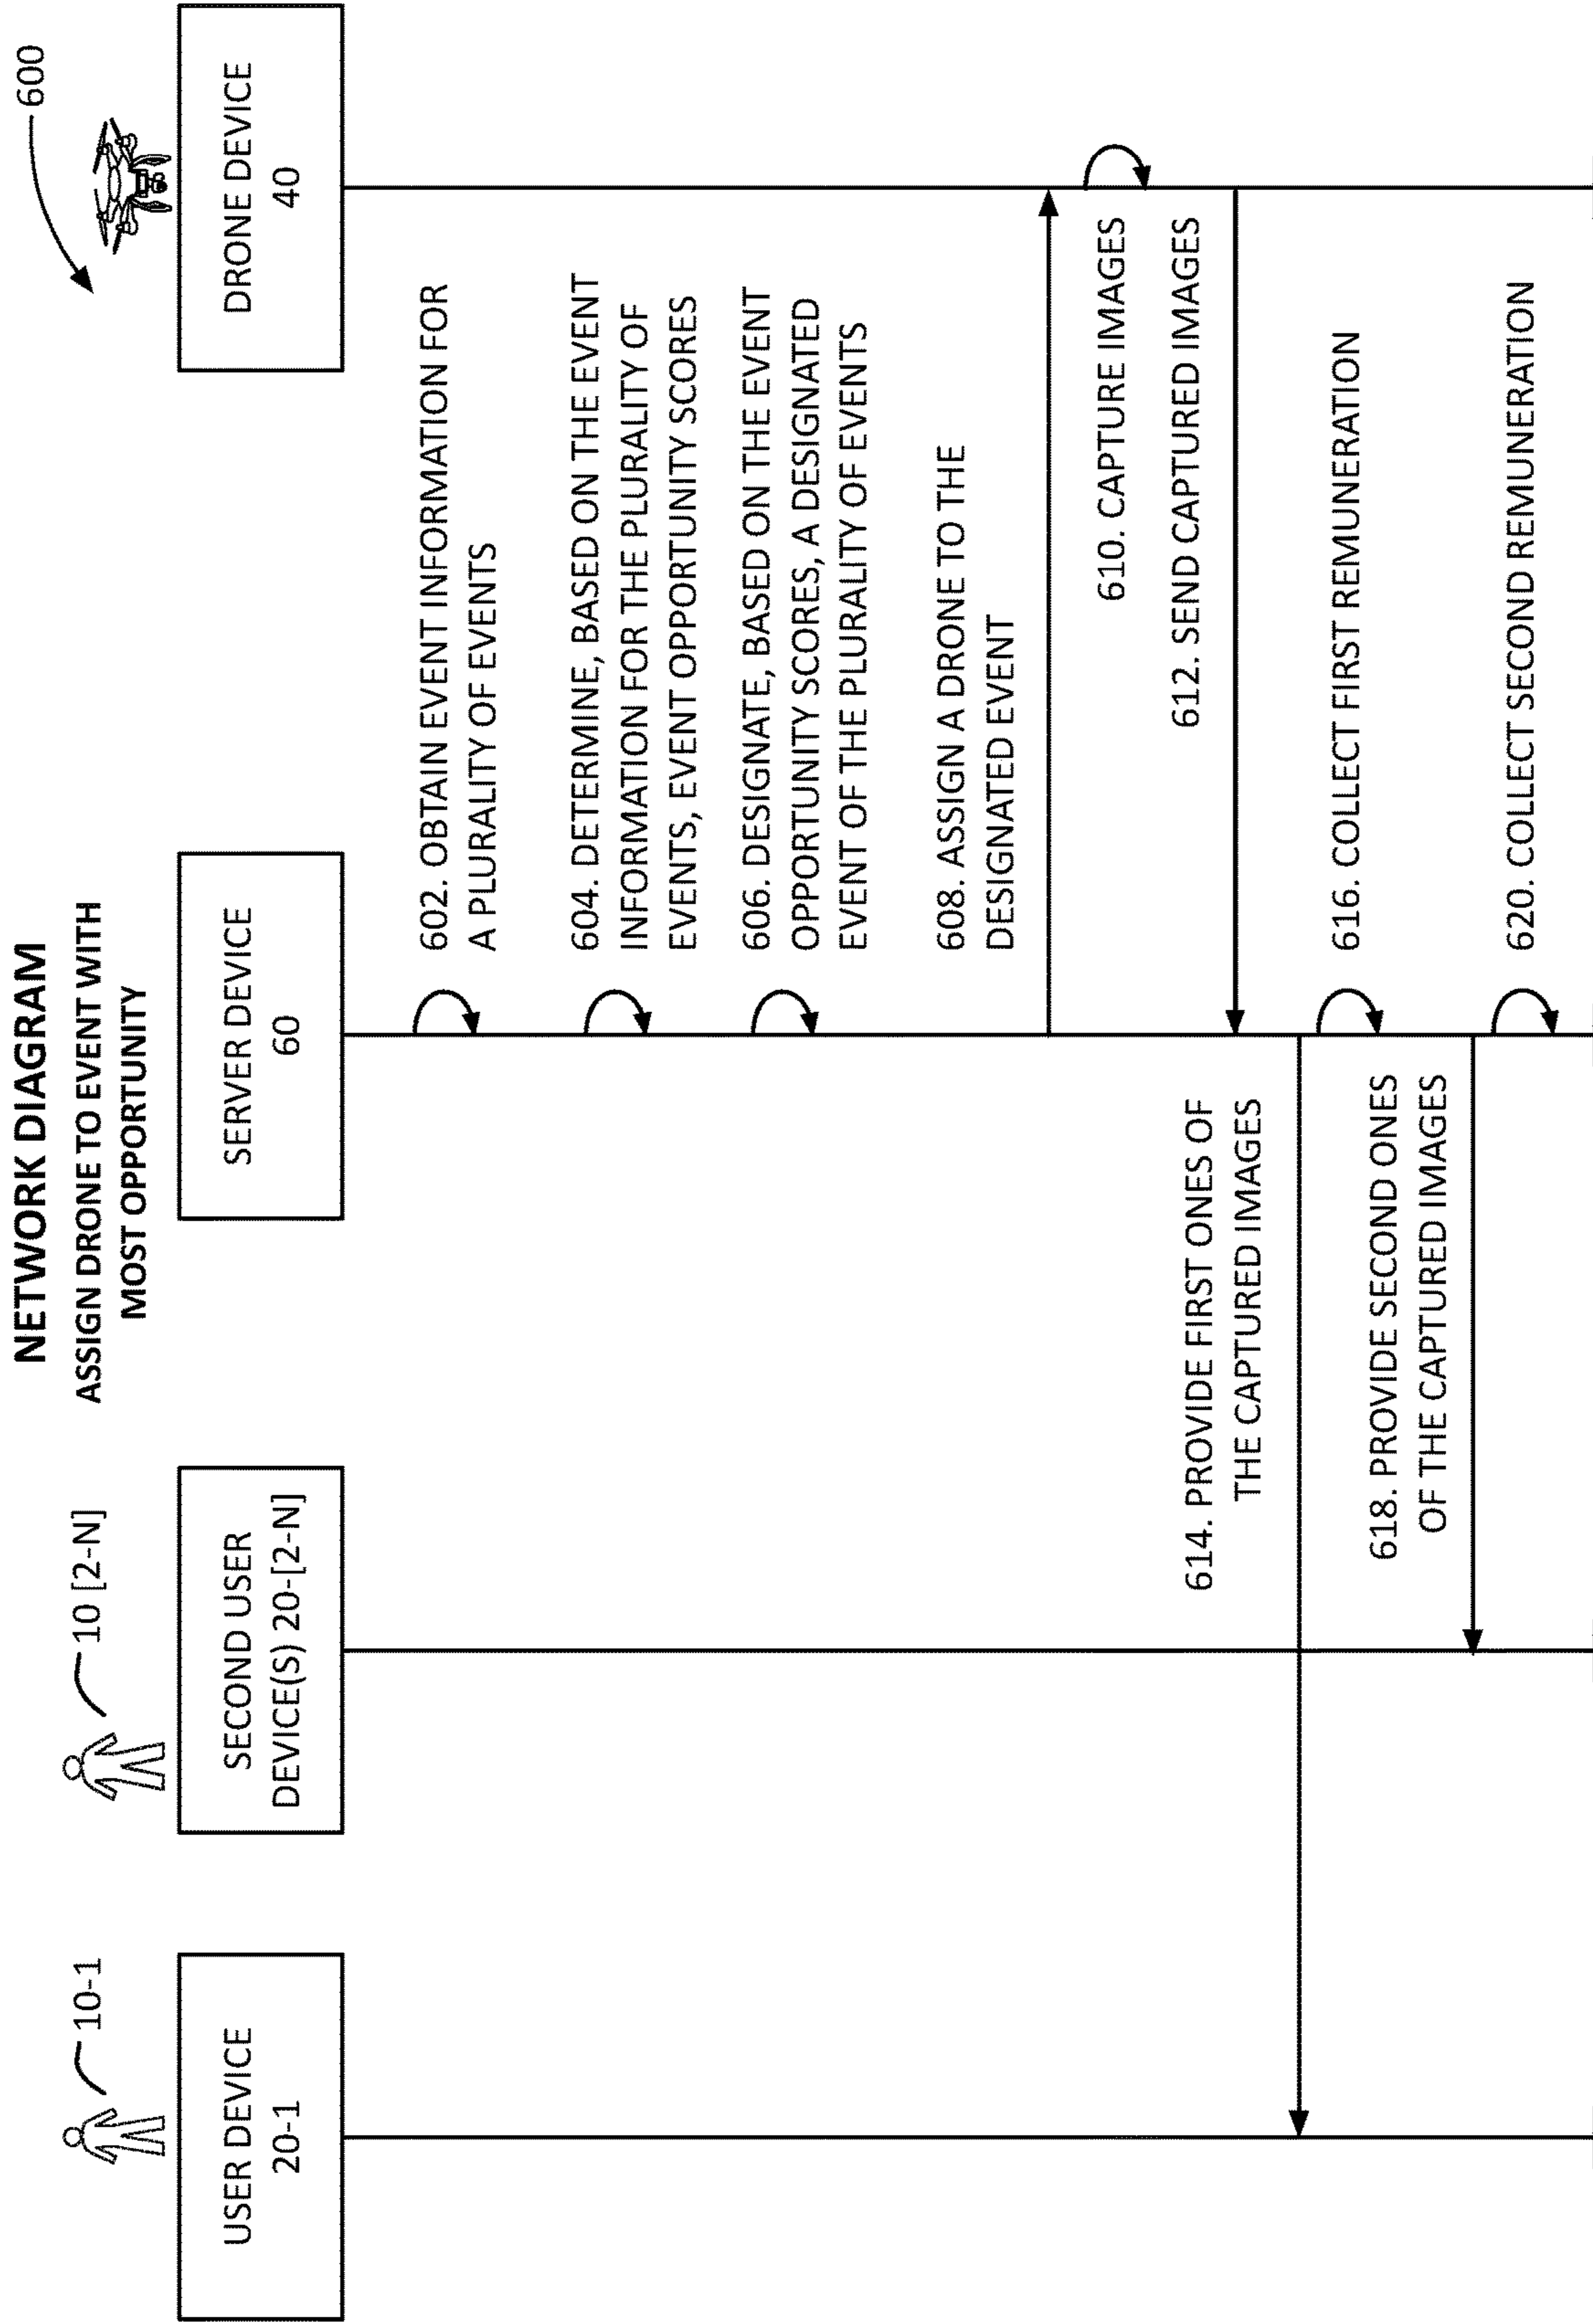 NETWORK DIAGRAM
ASSIGN DRONE TO EVENT WITH
MOST OPPORTUNITY
600
10-1
10 [2-N]
USER DEVICE
20-1
SECOND USER
DEVICE(S) 20-[2-N]
SERVER DEVICE
60
DRONE DEVICE
40
602. OBTAIN EVENT INFORMATION FOR
A PLURALITY OF EVENTS
604. DETERMINE, BASED ON THE EVENT
INFORMATION FOR THE PLURALITY OF
EVENTS, EVENT OPPORTUNITY SCORES
606. DESIGNATE, BASED ON THE EVENT
OPPORTUNITY SCORES, A DESIGNATED
EVENT OF THE PLURALITY OF EVENTS
608. ASSIGN A DRONE TO THE
DESIGNATED EVENT
610. CAPTURE IMAGES
612. SEND CAPTURED IMAGES
614. PROVIDE FIRST ONES OF
THE CAPTURED IMAGES
616. COLLECT FIRST REMUNERATION
618. PROVIDE SECOND ONES
OF THE CAPTURED IMAGES
620. COLLECT SECOND REMUNERATION